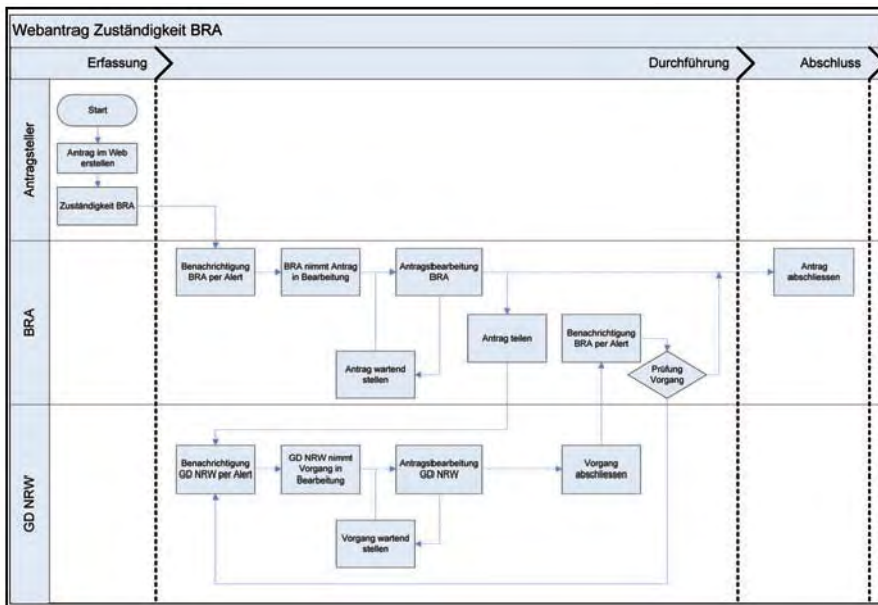 Webantrag Zuständigkeit BRA
Erfassung
Durchführung
Abschluss
Antragsteller
Start
Antrag im Web
erstellen
Zuständigkeit BRA
BRA
Benachrichtigung
BRA per Alert
BRA nimmt Antrag
in Bearbeitung
Antragsbearbeitung
BRA
Antrag
abschliessen
Antrag teilen
Benachrichtigung
BRA per Alert
Antrag wartend
stellen
Prüfung
Vorgang
GD NRW
Benachrichtigung
GD NRW per Alert
GD NRW nimmt
Vorgang in
Bearbeitung
Antragsbearbeitung
GD NRW
Vorgang
abschliessen
Vorgang wartend
stellen